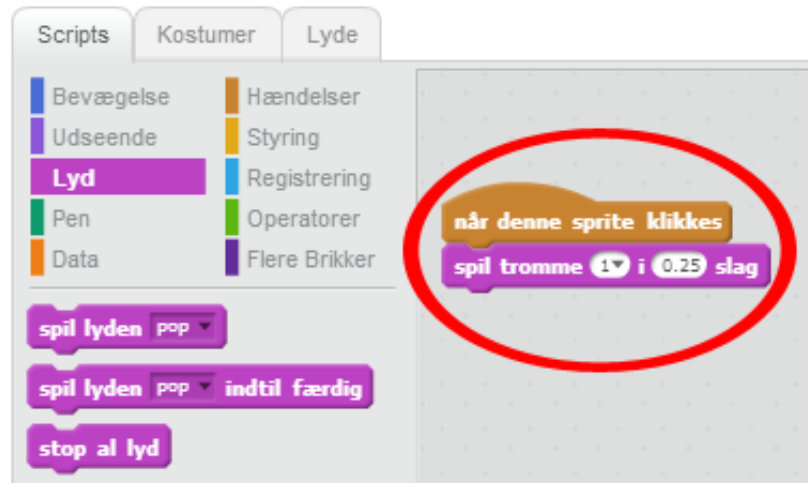 Scripts Kostumer Lyde
Bevægelse Hændelser
Udseende Styring
Lyd Registrering
Pen Operatorer
Data Flere Brikker
spil lyden pop
spil lyden pop indtil færdig
stop al lyd
når denne sprite klikkes
spil tromme 1 i 0.25 slag